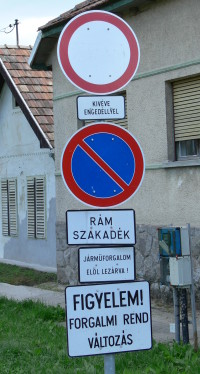 KIVÉVE
ENGEDÉLLYEL
RÁM
SZAKADÉK
JÁRMŰFORGALOM
ELŐL LEZÁRVA!
FIGYELEM!
FORGALMI REND
VÁLTOZÁS